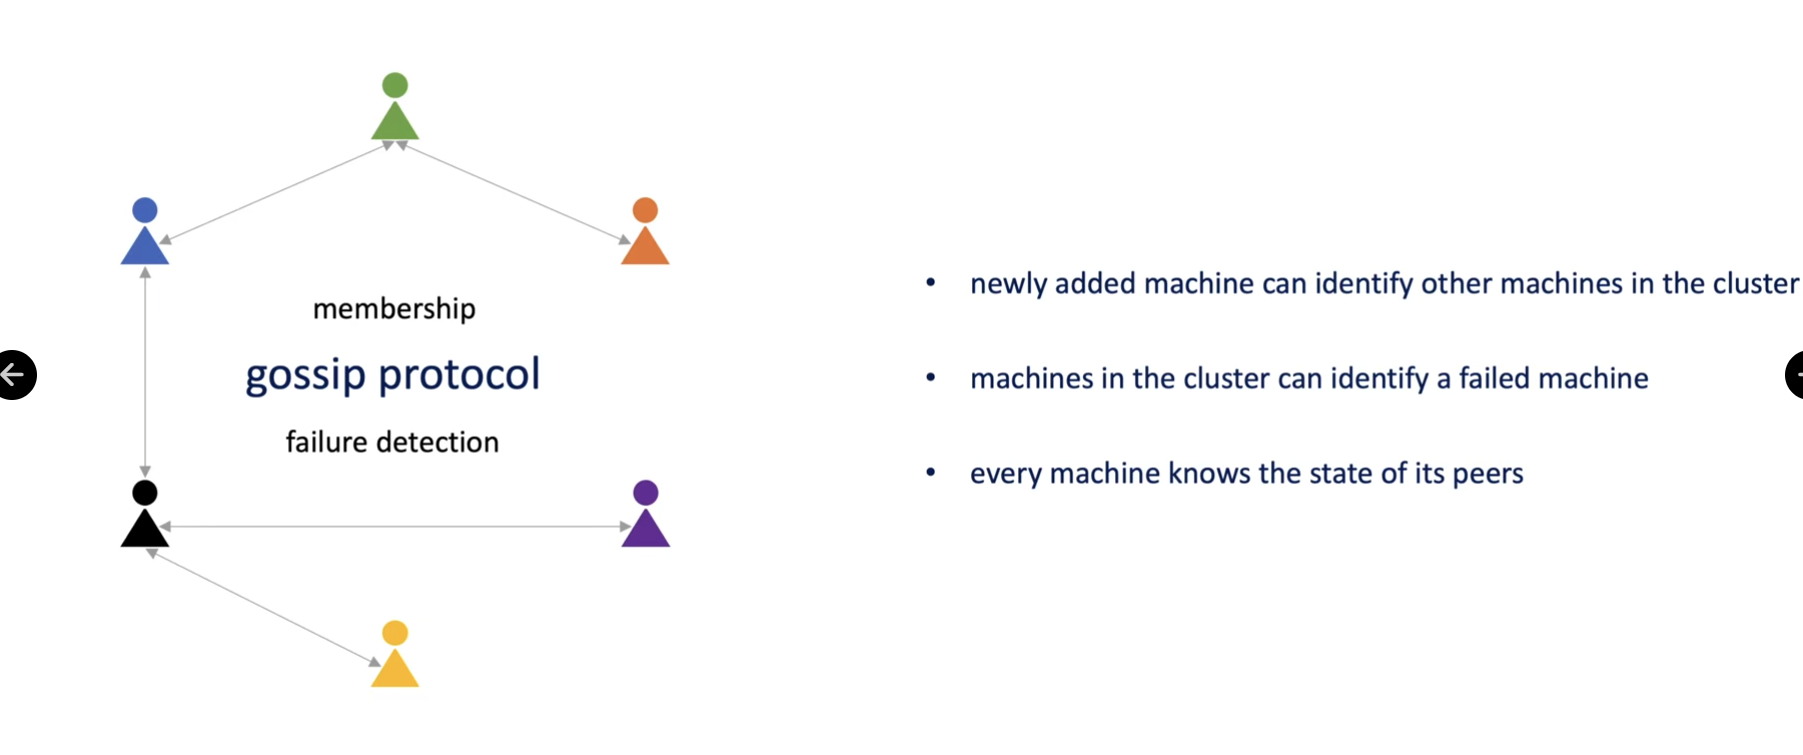 membership
gossip protocol
failure detection
• newly added machine can identify other machines in the cluster
• machines in the cluster can identify a failed machine
• every machine knows the state of its peers